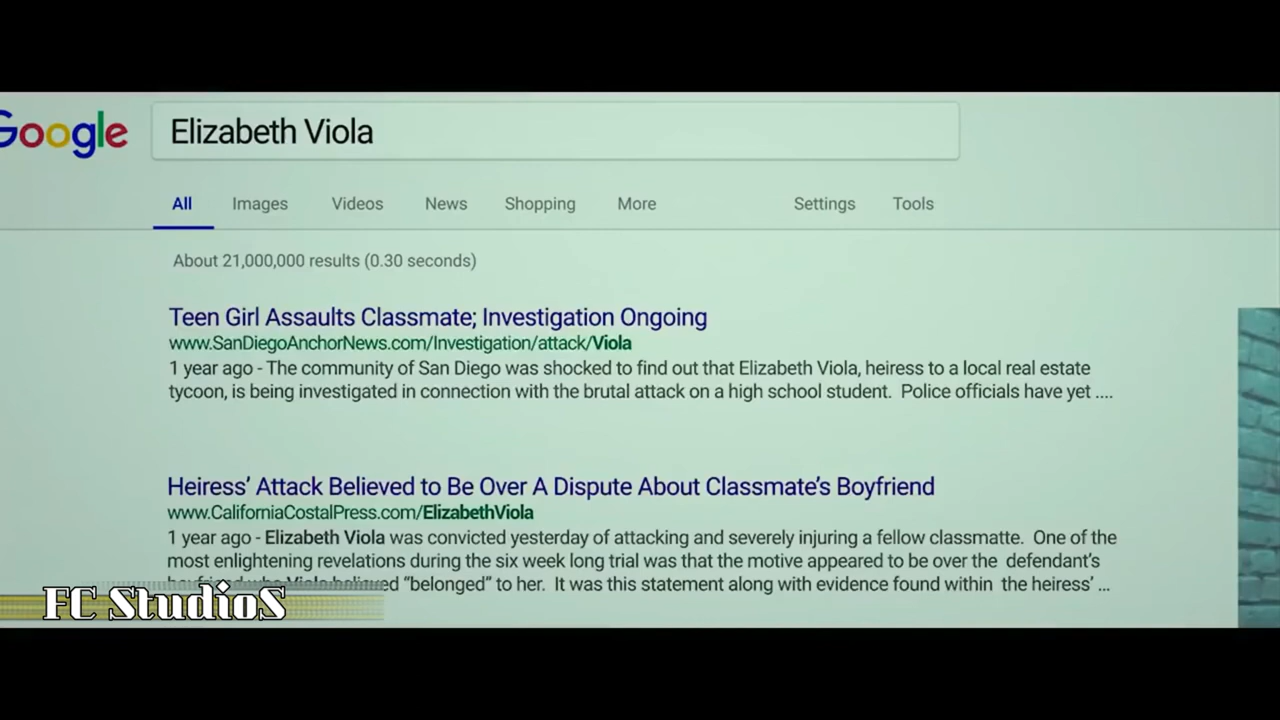 Google Elizabeth Viola
All Images Videos News Shopping More Settings Tools
About 21,000,000 results (0.30 seconds)
Teen Girl Assaults Classmate; Investigation Ongoing
www.SanDiegoAnchorNews.com/Investigation/attack/Viola
1 year ago - The community of San Diego was shocked to find out that Elizabeth Viola, heiress to a local real estate
tycoon, is being investigated in connection with the brutal attack on a high school student. Police officials have yet ....
Heiress' Attack Believed to Be Over A Dispute About Classmate's Boyfriend
www.CaliforniaCostalPress.com/ElizabethViola
1 year ago - Elizabeth Viola was convicted yesterday of attacking and severely injuring a fellow classmatte. One of the
most enlightening revelations during the six week long trial was that the motive appeared to be over the defendant's
who Viola "belonged" to her. It was this statement along with evidence found within the heiress' ...
FC StudioS